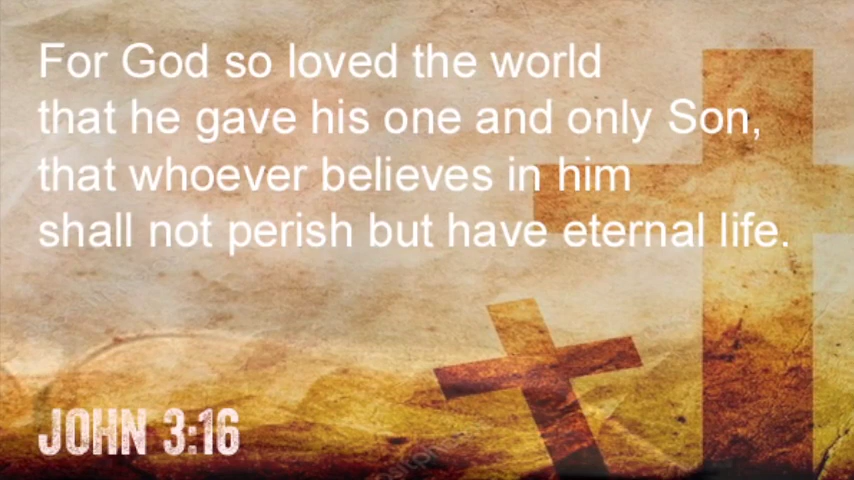 For God so loved the world
that he gave his one and only Son,
that whoever believes in him
shall not perish but have eternal life.
JOHN 3:16